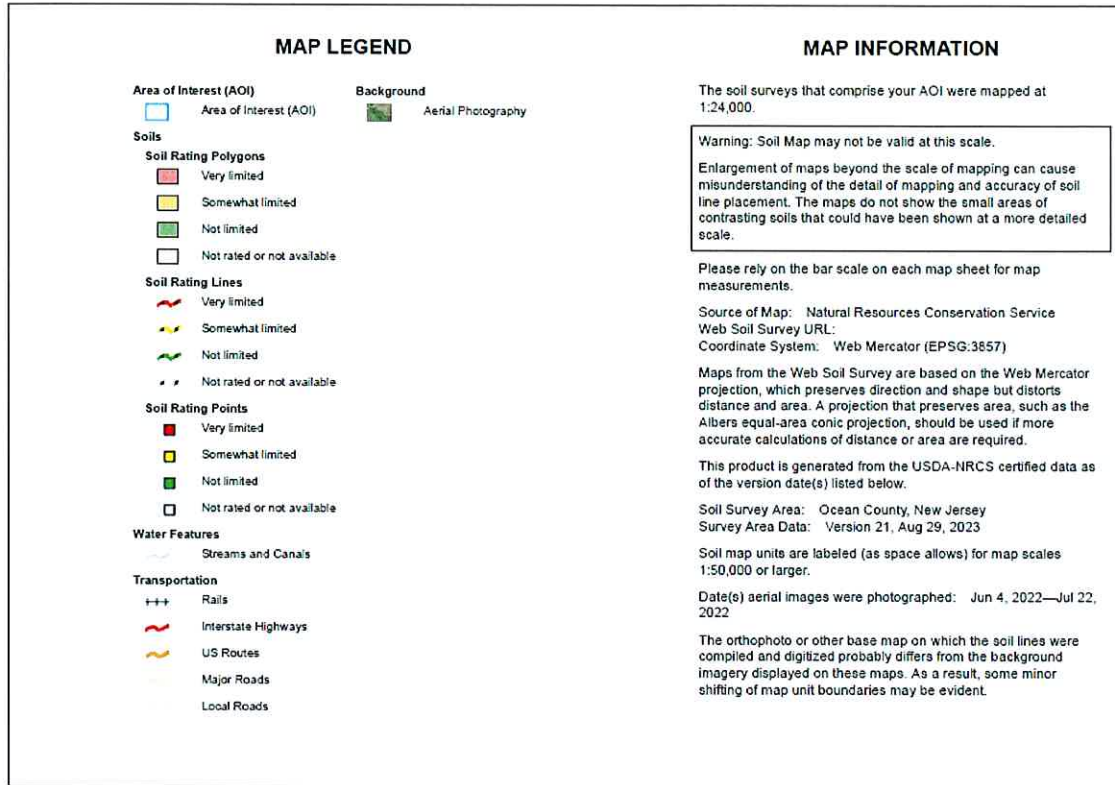 MAP LEGEND
Area of Interest (AOI)
Area of Interest (AOI)
Soils
Soil Rating Polygons
Very limited
Somewhat limited
Not limited
Not rated or not available
Soil Rating Lines
Very limited
Somewhat limited
Not limited
Not rated or not available
Soil Rating Points
Very limited
Somewhat limited
Not limited
Not rated or not available
Water Features
Streams and Canals
Transportation
Rails
Interstate Highways
US Routes
Major Roads
Local Roads
Background
Aerial Photography
MAP INFORMATION
The soil surveys that comprise your AOI were mapped at
1:24,000.
Warning: Soil Map may not be valid at this scale.
Enlargement of maps beyond the scale of mapping can cause
misunderstanding of the detail of mapping and accuracy of soil
line placement. The maps do not show the small areas of
contrasting soils that could have been shown at a more detailed
scale.
Please rely on the bar scale on each map sheet for map
measurements.
Source of Map: Natural Resources Conservation Service
Web Soil Survey URL:
Coordinate System: Web Mercator (EPSG:3857)
Maps from the Web Soil Survey are based on the Web Mercator
projection, which preserves direction and shape but distorts
distance and area. A projection that preserves area, such as the
Albers equal-area conic projection, should be used if more
accurate calculations of distance or area are required.
This product is generated from the USDA-NRCS certified data as
of the version date(s) listed below.
Soil Survey Area: Ocean County, New Jersey
Survey Area Data: Version 21, Aug 29, 2023
Soil map units are labeled (as space allows) for map scales
1:50,000 or larger.
Date(s) aerial images were photographed: Jun 4, 2022—Jul 22,
2022
The orthophoto or other base map on which the soil lines were
compiled and digitized probably differs from the background
imagery displayed on these maps. As a result, some minor
shifting of map unit boundaries may be evident.